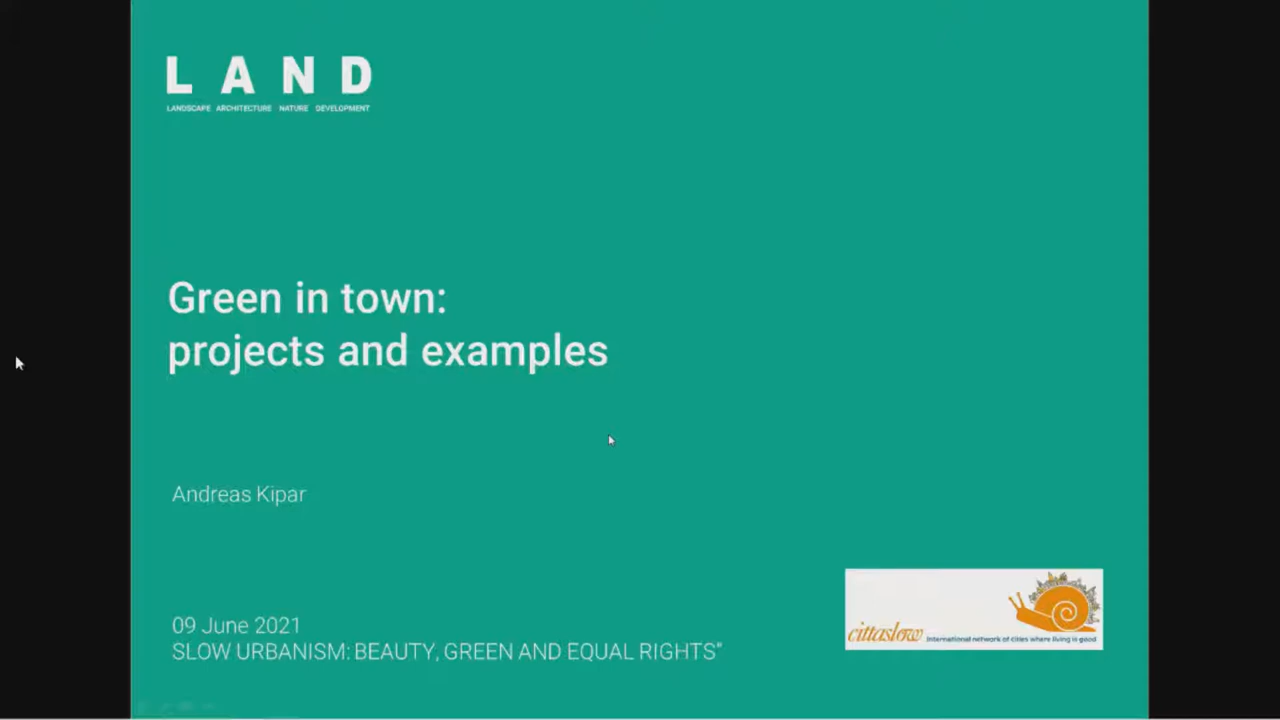 LAND
LANDSCAPE ARCHITECTURE NATURE DEVELOPMENT
Green in town:
projects and examples
Andreas Kipar
09 June 2021
SLOW URBANISM: BEAUTY, GREEN AND EQUAL RIGHTS"
cittaslow International network of cities where living is good